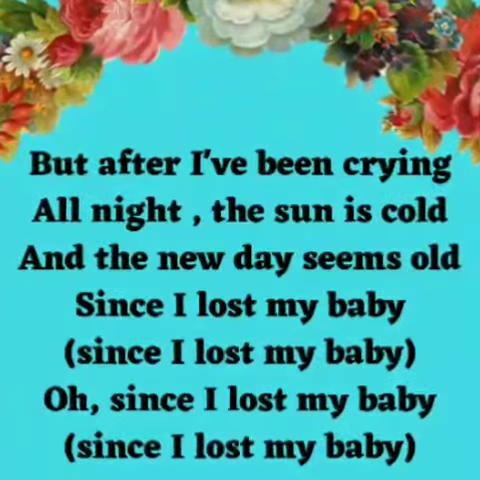 But after I've been crying
All night , the sun is cold
And the new day seems old
Since I lost my baby
(since I lost my baby)
Oh, since I lost my baby
(since I lost my baby)